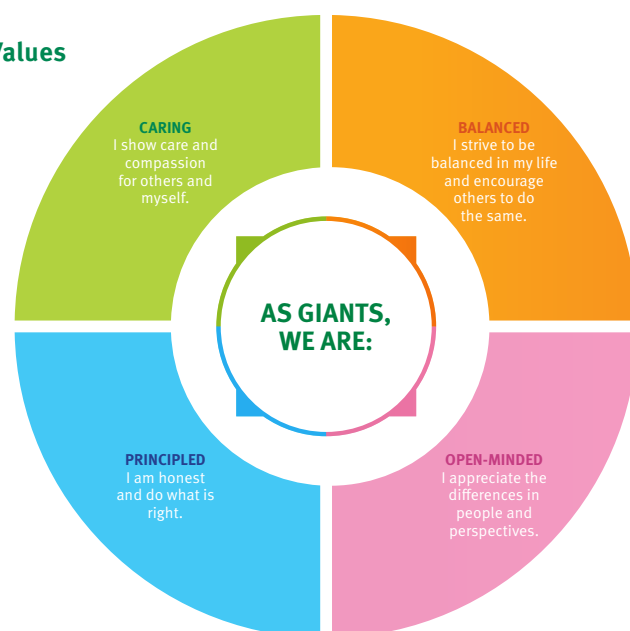 Values
CARING
I show care and
compassion
for others and
myself.
BALANCED
I strive to be
balanced in my life
and encourage
others to do
the same.
AS GIANTS,
WE ARE:
PRINCIPLED
I am honest
and do what is
right.
OPEN-MINDED
I appreciate the
differences in
people and
perspectives.